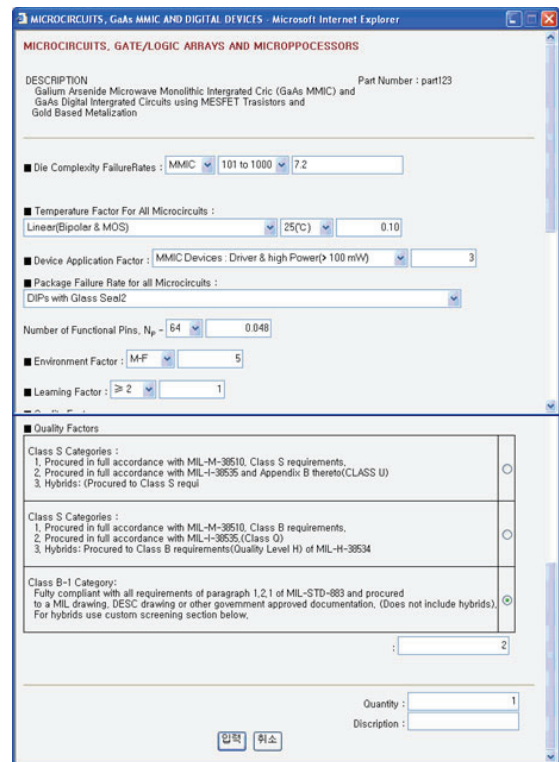 MICROCIRCUITS, GaAs MMIC AND DIGITAL DEVICES - Microsoft Internet Explorer
MICROCIRCUITS, GATE/LOGIC ARRAYS AND MICROPPOCESSORS
DESCRIPTION
Part Number : part123
Galium Arsenide Microwave Monolithic Intergrated Cric (GaAs MMIC) and
GaAs Digital Intergrated Circuits using MESFET Trasistors and
Gold Based Metalization
■ Die Complexity FailureRates : MMIC 101 to 1000 7.2
■ Temperature Factor For All Microcircuits :
Linear(Bipolar & MOS) 25(℃) 0.10
■ Device Application Factor : MMIC Devices : Driver & high Power(> 100 mW) 3
■ Package Failure Rate for all Microcircuits :
DIPs with Glass Seal2
Number of Functional Pins, Nₚ - 64 0.048
■ Environment Factor : M-F 5
■ Learning Factor : ≥ 2 1
■ Quality Factors
Class S Categories :
1. Procured in full accordance with MIL-M-38510, Class S requirements,
2. Procured in full accordance with MIL-I-38535 and Appendix B thereto(CLASS U)
3. Hybrids: (Procured to Class S requi
Class S Categories :
1. Procured in full accordance with MIL-M-38510, Class B requirements,
2. Procured in full accordance with MIL-I-38535,(Class Q)
3. Hybrids: Procured to Class B requirements(Quality Level H) of MIL-H-38534
Class B-1 Category:
Fulty compliant with all requirements of paragraph 1,2,1 of MIL-STD-883 and procured
to a MIL drawing, DESC drawing or other government approved documentation, (Does not include hybrids),
For hybrids use custom screening section below,
: 2
Quantity : 1
Discription :
입력 취소